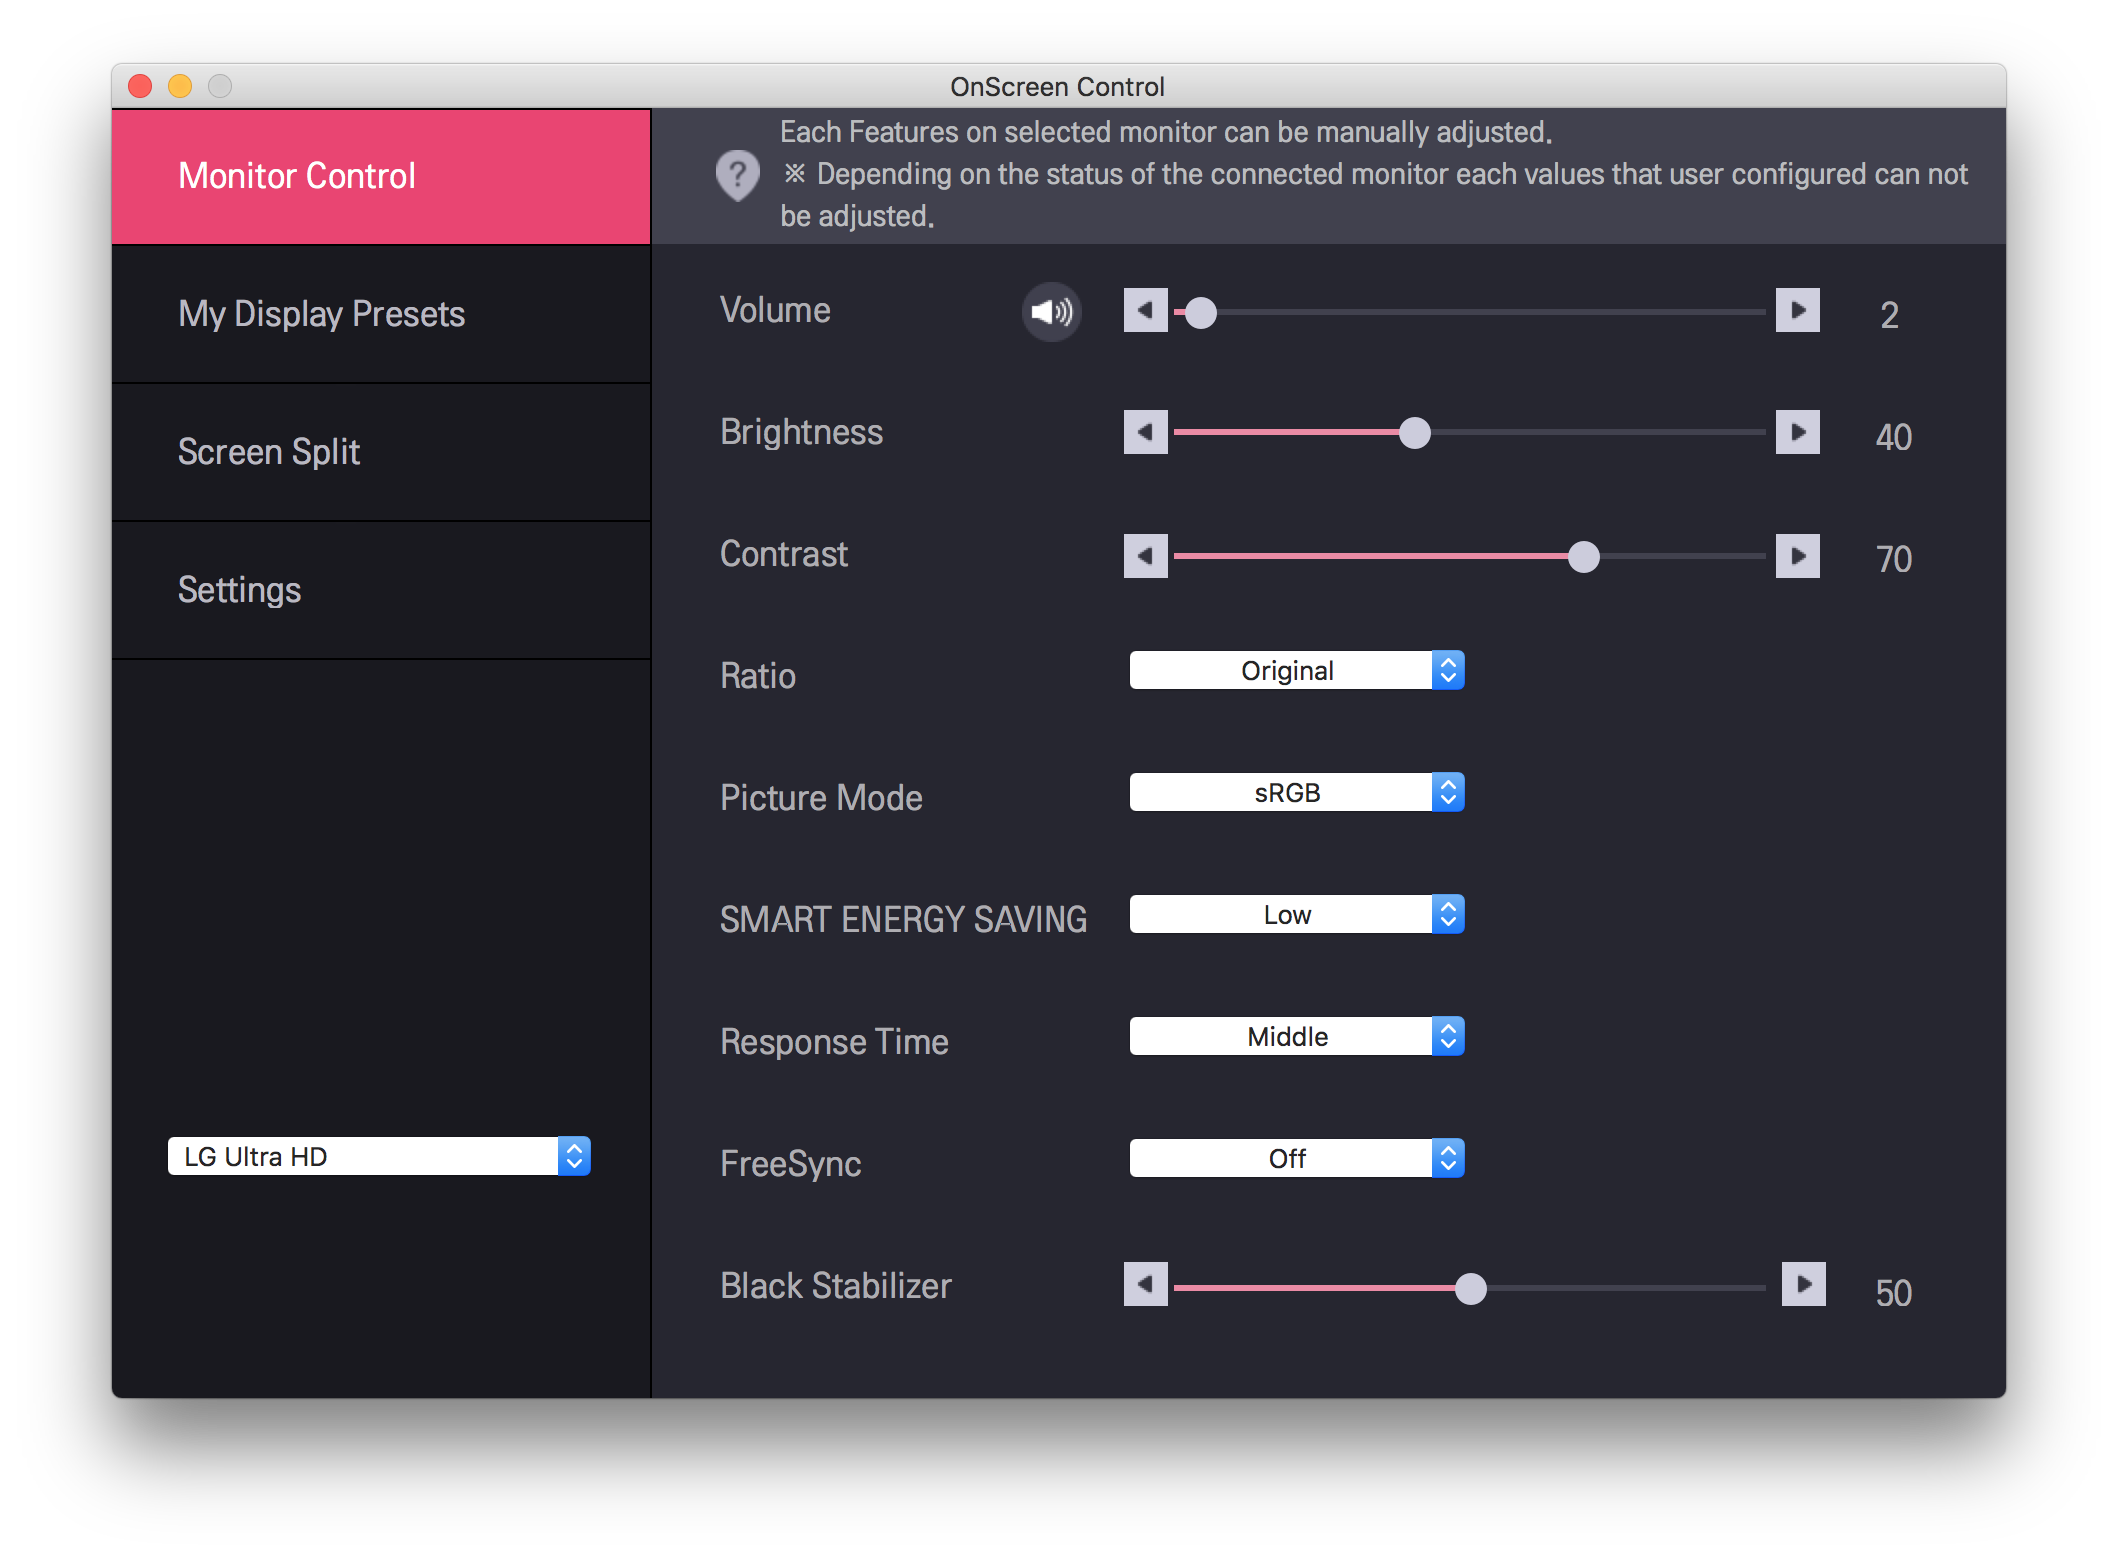 OnScreen Control
Monitor Control
My Display Presets
Screen Split
Settings
LG Ultra HD
?
Each Features on selected monitor can be manually adjusted.
※ Depending on the status of the connected monitor each values that user configured can not
be adjusted.
Volume 2
Brightness 40
Contrast 70
Ratio Original
Picture Mode sRGB
SMART ENERGY SAVING Low
Response Time Middle
FreeSync Off
Black Stabilizer 50